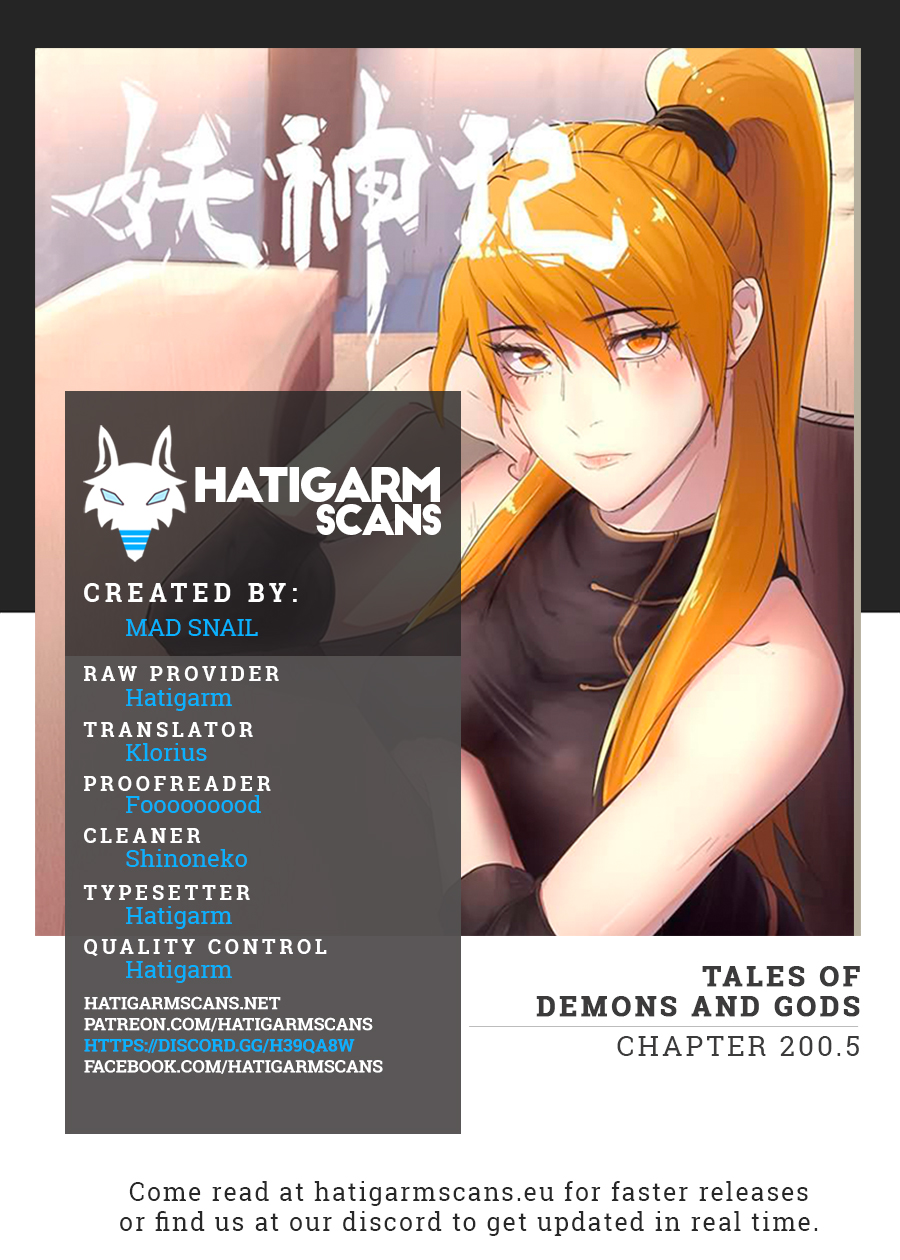 妖神记
HATIGARM
SCANS
CREATED BY:
MAD SNAIL
RAW PROVIDER
Hatigarm
TRANSLATOR
Klorius
PROOFREADER
Fooooooood
CLEANER
Shinoneko
TYPESETTER
Hatigarm
QUALITY CONTROL
Hatigarm
HATIGARMSCANS.NET
PATREON.COM/HATIGARMSCANS
HTTPS://DISCORD.GG/H39QA8W
FACEBOOK.COM/HATIGARMSCANS
TALES OF
DEMONS AND GODS
CHAPTER 200.5
Come read at hatigarmscans.eu for faster releases
or find us at our discord to get updated in real time.